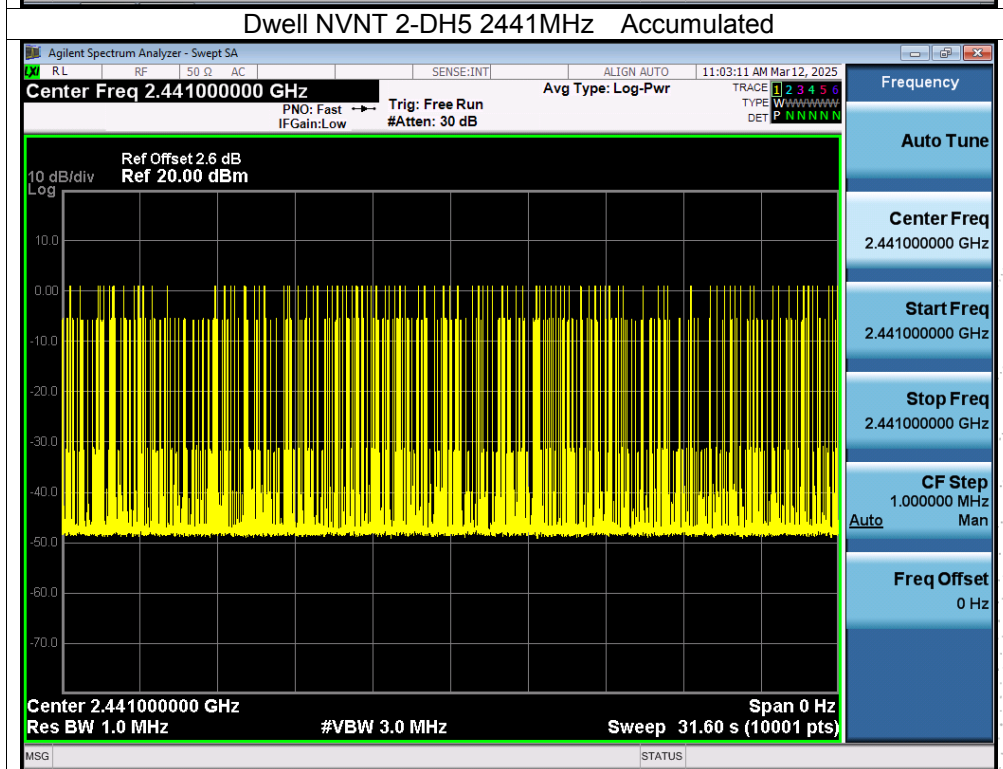 Dwell NVNT 2-DH5 2441MHz    Accumulated
Agilent Spectrum Analyzer - Swept SA
LXI RL RF 50 Ω AC SENSE:INT ALIGN AUTO 11:03:11 AM Mar 12, 2025
Center Freq 2.441000000 GHz
PNO: Fast
IFGain:Low
Trig: Free Run
#Atten: 30 dB
Avg Type: Log-Pwr
TRACE 1 2 3 4 5 6
TYPE W W W W W W
DET P N N N N N
Frequency
Auto Tune
Center Freq
2.441000000 GHz
Start Freq
2.441000000 GHz
Stop Freq
2.441000000 GHz
CF Step
1.000000 MHz
Auto Man
Freq Offset
0 Hz
Ref Offset 2.6 dB
10 dB/div Ref 20.00 dBm
Log
10.0
0.00
-10.0
-20.0
-30.0
-40.0
-50.0
-60.0
-70.0
Center 2.441000000 GHz Span 0 Hz
Res BW 1.0 MHz #VBW 3.0 MHz Sweep 31.60 s (10001 pts)
MSG STATUS